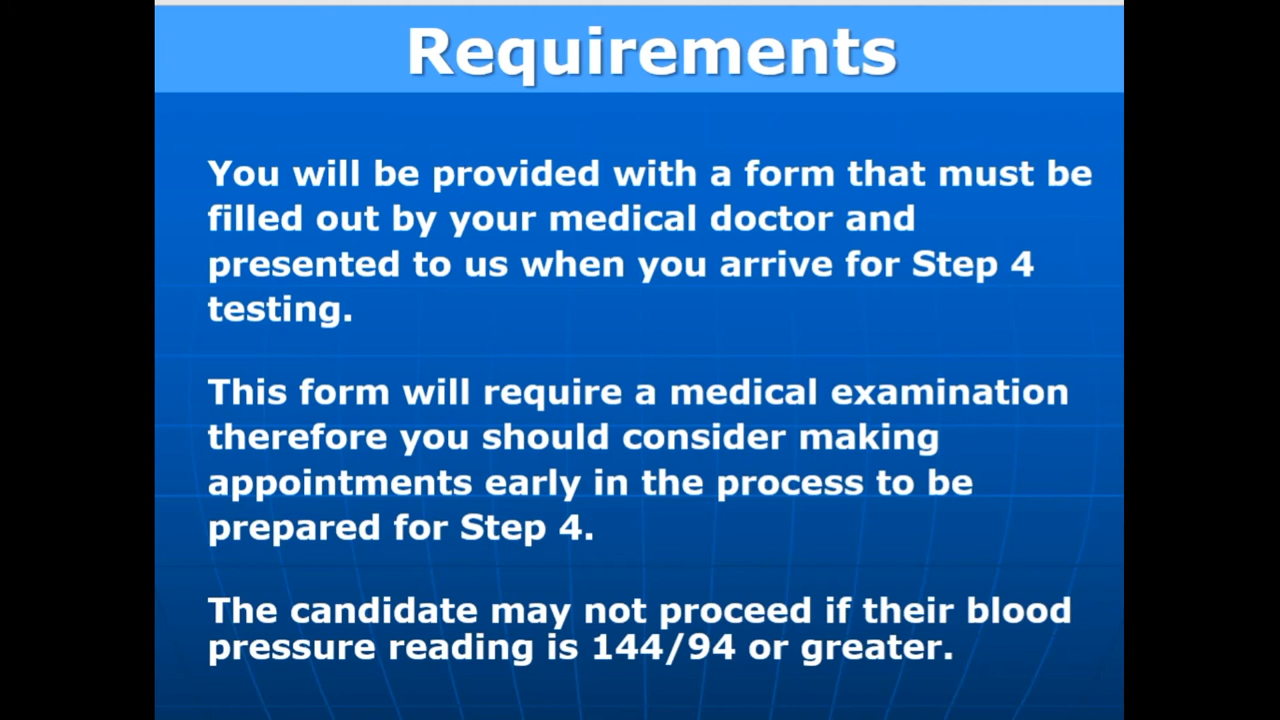 Requirements
You will be provided with a form that must be
filled out by your medical doctor and
presented to us when you arrive for Step 4
testing.
This form will require a medical examination
therefore you should consider making
appointments early in the process to be
prepared for Step 4.
The candidate may not proceed if their blood
pressure reading is 144/94 or greater.